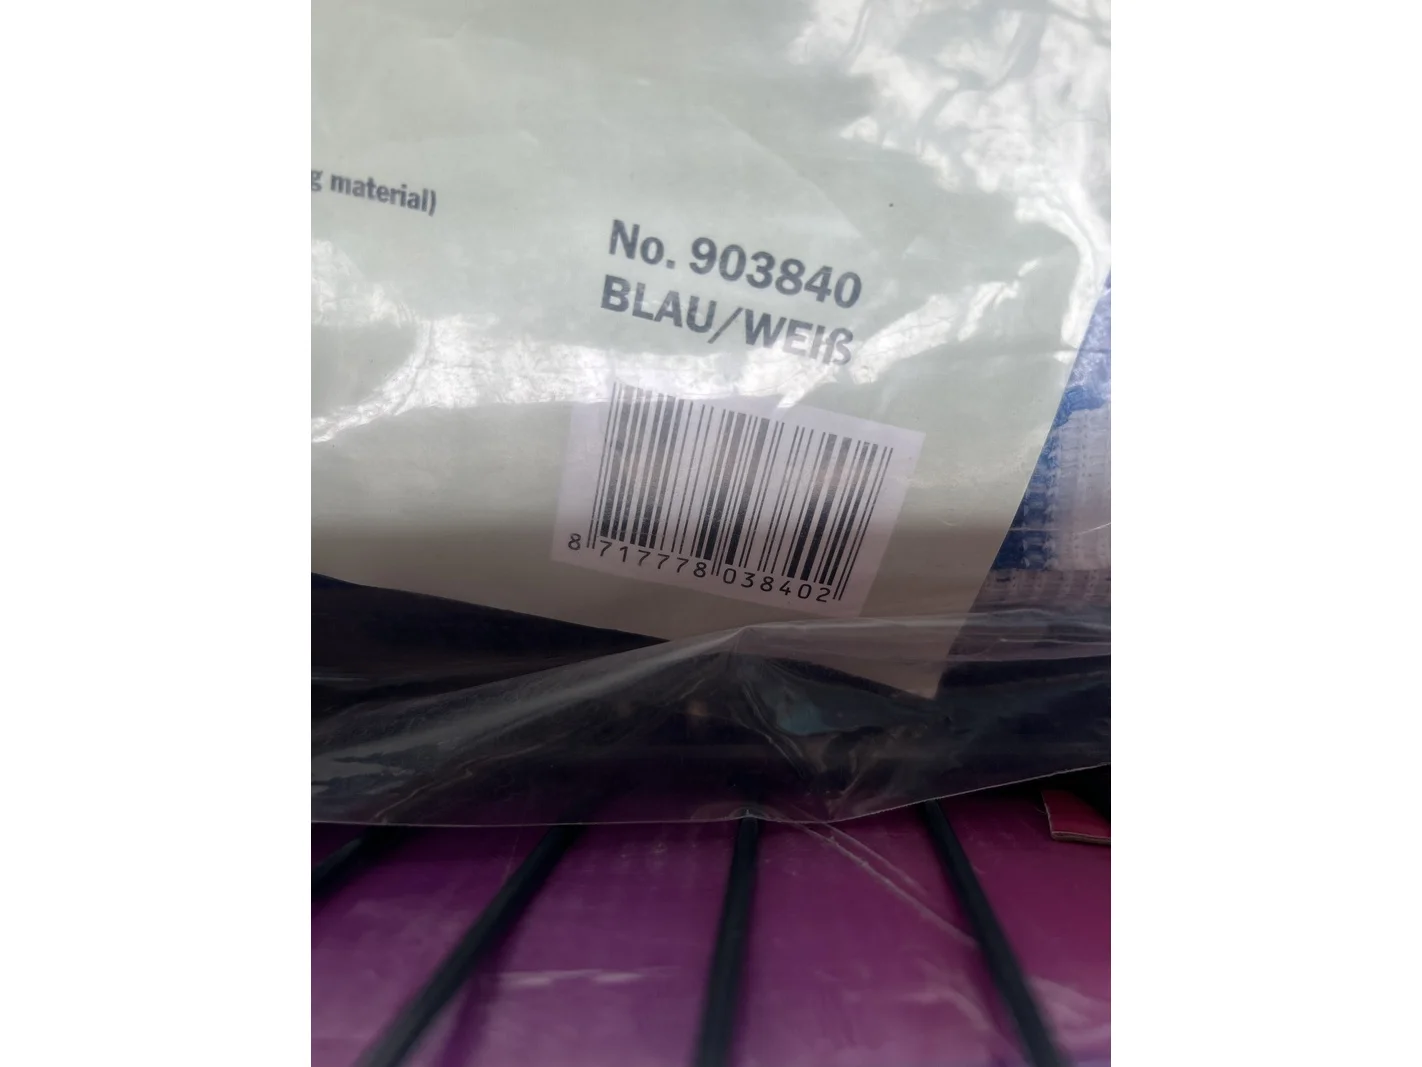 g material)
No. 903840
BLAU/WEIß
8 717778 038402